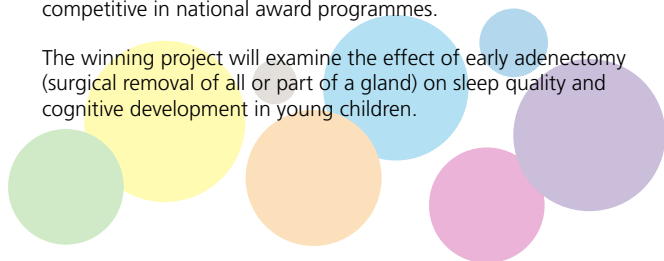 competitive in national award programmes.
The winning project will examine the effect of early adenectomy
(surgical removal of all or part of a gland) on sleep quality and
cognitive development in young children.